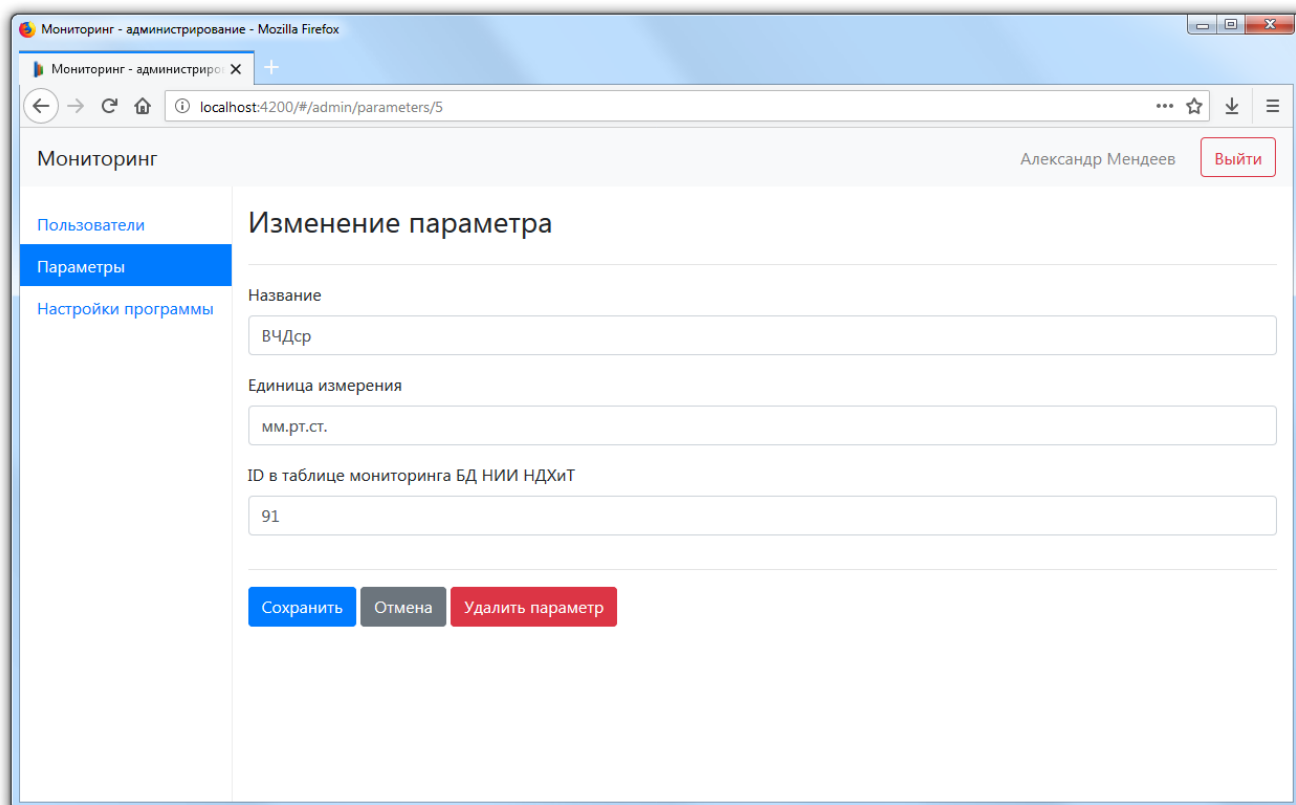 Мониторинг - администрирование - Mozilla Firefox
Мониторинг - администриро
localhost:4200/#/admin/parameters/5
Мониторинг
Александр Мендеев
Выйти
Пользователи
Параметры
Настройки программы
Изменение параметра
Название
ВЧДср
Единица измерения
мм.рт.ст.
ID в таблице мониторинга БД НИИ НДХиТ
91
Сохранить
Отмена
Удалить параметр